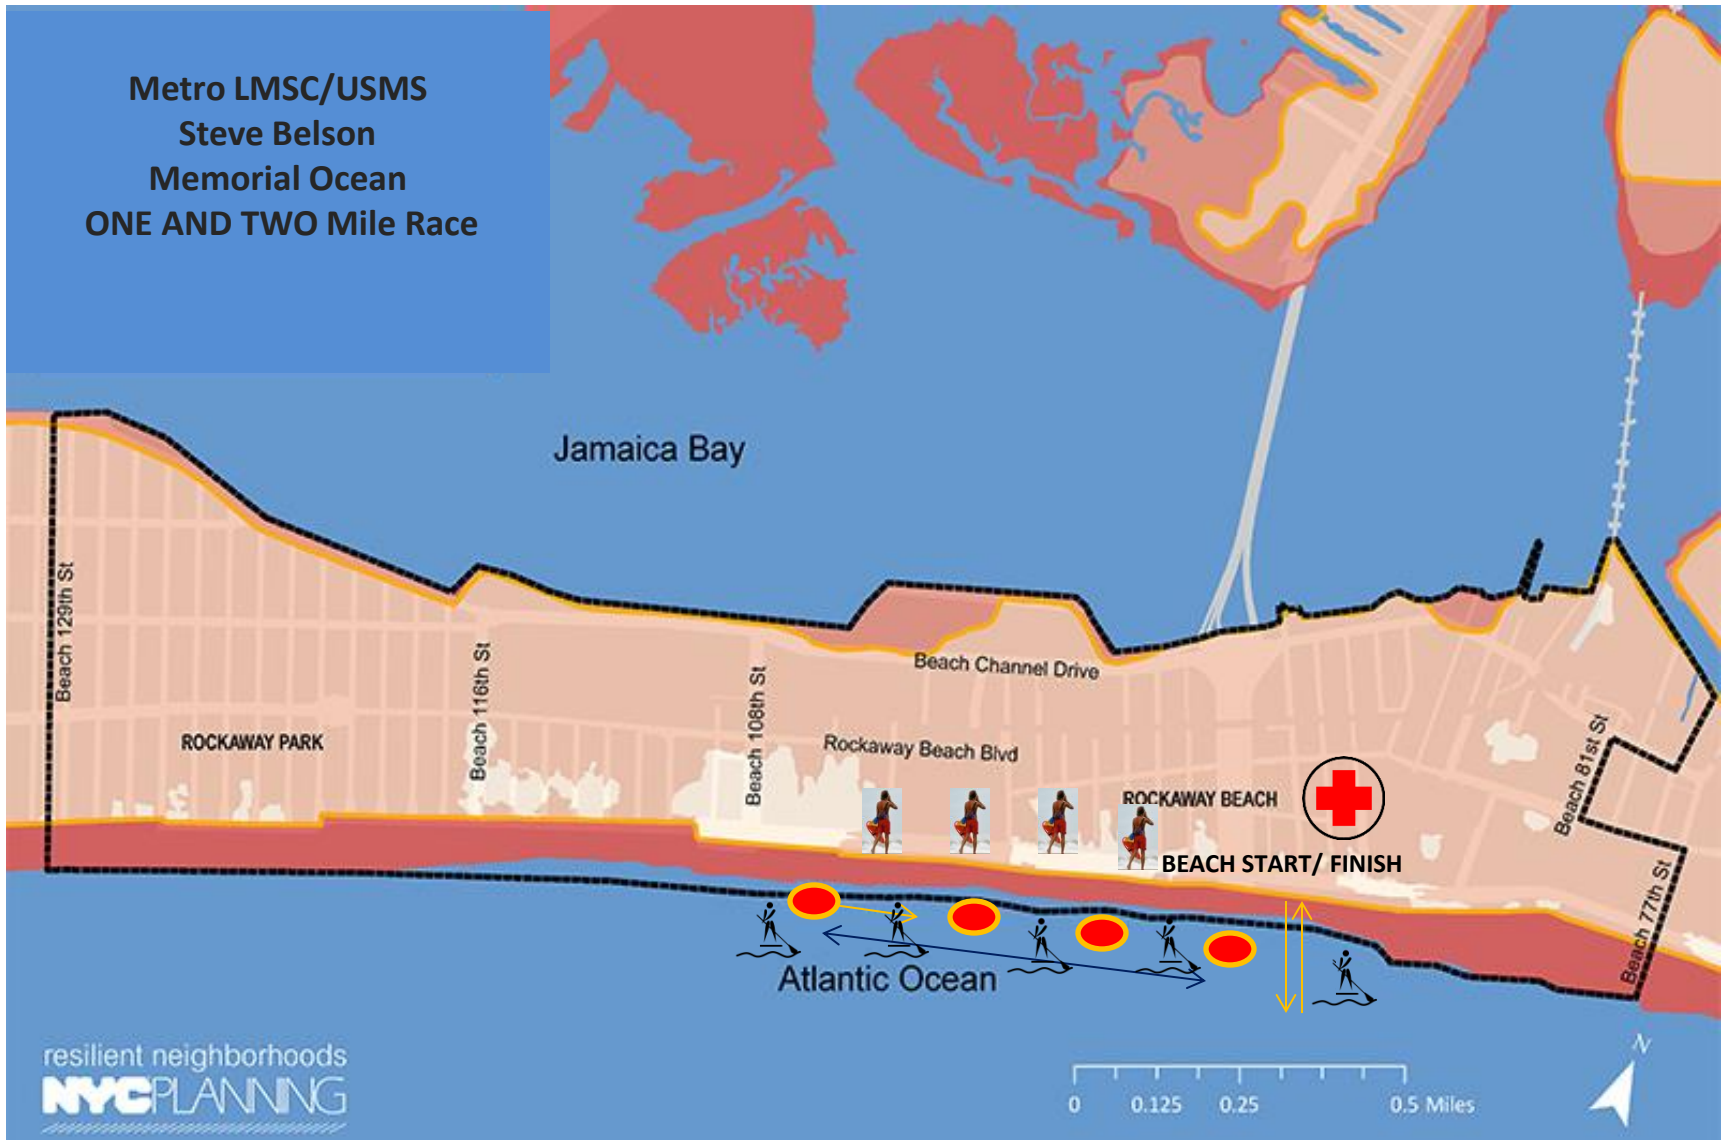 Metro LMSC/USMS
Steve Belson
Memorial Ocean
ONE AND TWO Mile Race
Jamaica Bay
Beach 129th St
Beach 116th St
Beach 108th St
Beach Channel Drive
ROCKAWAY PARK
Rockaway Beach Blvd
Beach 81st St
ROCKAWAY BEACH
BEACH START/ FINISH
Beach 77th St
Atlantic Ocean
resilient neighborhoods
NYCPLANNING
N
0 0.125 0.25 0.5 Miles